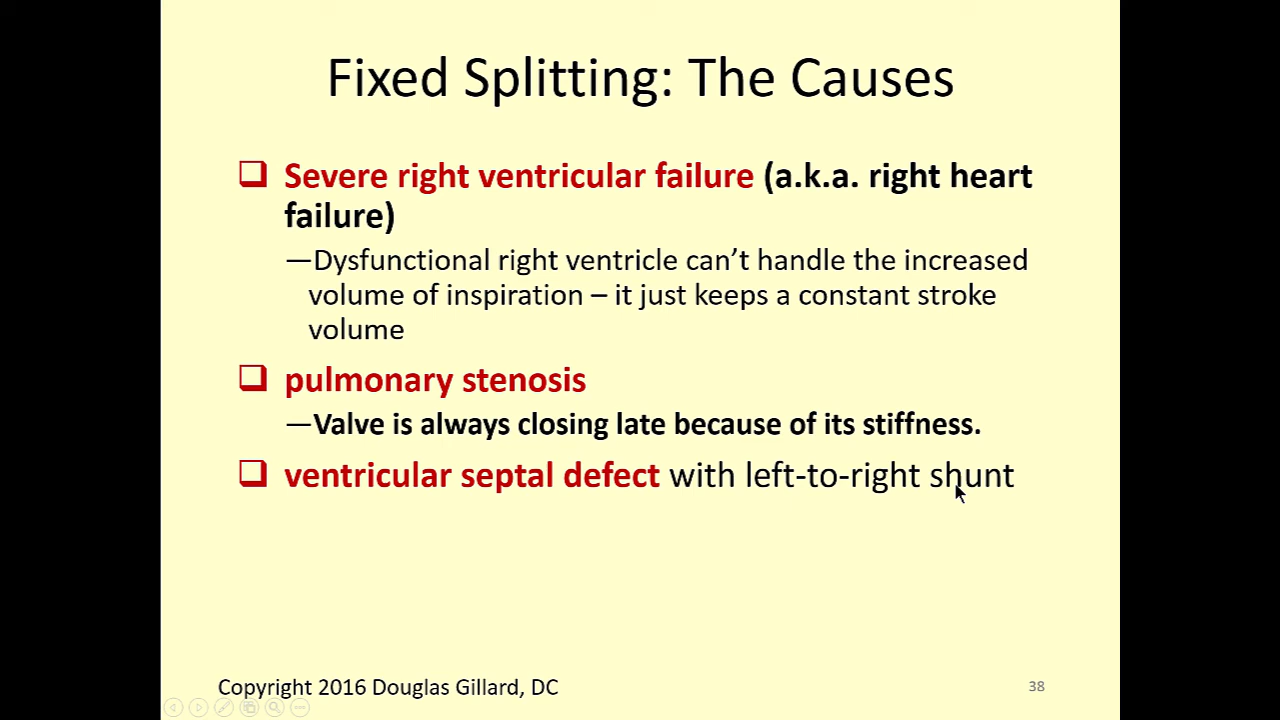 Fixed Splitting: The Causes
❑ Severe right ventricular failure (a.k.a. right heart
failure)
—Dysfunctional right ventricle can’t handle the increased
volume of inspiration – it just keeps a constant stroke
volume
❑ pulmonary stenosis
—Valve is always closing late because of its stiffness.
❑ ventricular septal defect with left-to-right shunt
Copyright 2016 Douglas Gillard, DC
38